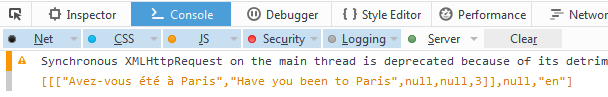 Inspector Console Debugger Style Editor Performance Network
Net CSS JS Security Logging Server Clear
Synchronous XMLHttpRequest on the main thread is deprecated because of its detrim
[[["Avez-vous été à Paris","Have you been to Paris",null,null,3]],null,"en"]